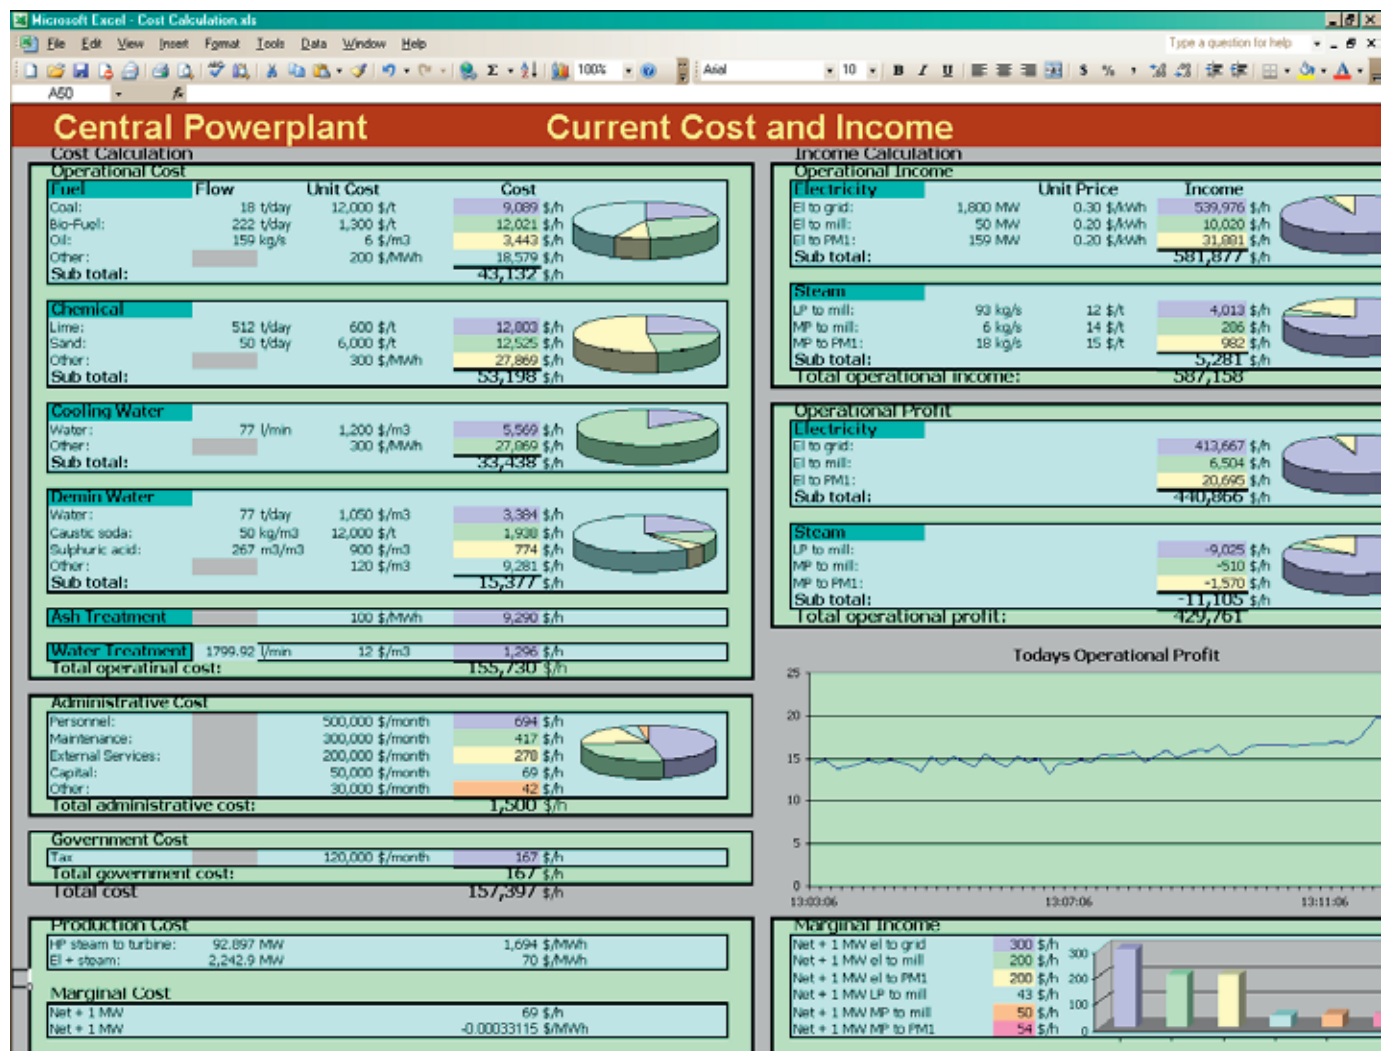 Microsoft Excel - Cost Calculation.xls
File Edit View Insert Format Tools Data Window Help Type a question for help
100% Arial 10 B I U $ % ,
A50 fx
Central Powerplant Current Cost and Income
Cost Calculation
Operational Cost
Fuel Flow Unit Cost Cost
Coal: 18 t/day 12,000 $/t 9,089 $/h
Bio-Fuel: 222 t/day 1,300 $/t 12,021 $/h
Oil: 159 kg/s 6 $/m3 3,443 $/h
Other: 200 $/MWh 18,579 $/h
Sub total: 43,132 $/h
Chemical
Lime: 512 t/day 600 $/t 12,803 $/h
Sand: 50 t/day 6,000 $/t 12,525 $/h
Other: 300 $/MWh 27,869 $/h
Sub total: 53,198 $/h
Cooling Water
Water: 77 l/min 1,200 $/m3 5,569 $/h
Other: 300 $/MWh 27,869 $/h
Sub total: 33,438 $/h
Demin Water
Water: 77 t/day 1,050 $/m3 3,384 $/h
Caustic soda: 50 kg/m3 12,000 $/t 1,938 $/h
Sulphuric acid: 267 m3/m3 900 $/m3 774 $/h
Other: 120 $/m3 9,281 $/h
Sub total: 15,377 $/h
Ash Treatment 100 $/MWh 9,290 $/h
Water Treatment 1799.92 l/min 12 $/m3 1,296 $/h
Total operatinal cost: 155,730 $/h
Administrative Cost
Personnel: 500,000 $/month 694 $/h
Maintenance: 300,000 $/month 417 $/h
External Services: 200,000 $/month 278 $/h
Capital: 50,000 $/month 69 $/h
Other: 30,000 $/month 42 $/h
Total administrative cost: 1,500 $/h
Government Cost
Tax 120,000 $/month 167 $/h
Total government cost: 167 $/h
Total cost 157,397 $/h
Production Cost
HP steam to turbine: 92.897 MW 1,694 $/MWh
El + steam: 2,242.9 MW 70 $/MWh
Marginal Cost
Net + 1 MW 69 $/h
Net + 1 MW -0.00033115 $/MWh
Income Calculation
Operational Income
Electricity Unit Price Income
El to grid: 1,800 MW 0.30 $/kWh 539,976 $/h
El to mill: 50 MW 0.20 $/kWh 10,020 $/h
El to PM1: 159 MW 0.20 $/kWh 31,881 $/h
Sub total: 581,877 $/h
Steam
LP to mill: 93 kg/s 12 $/t 4,013 $/h
MP to mill: 6 kg/s 14 $/t 286 $/h
MP to PM1: 18 kg/s 15 $/t 982 $/h
Sub total: 5,281 $/h
Total operational income: 587,158
Operational Profit
Electricity
El to grid: 413,667 $/h
El to mill: 6,504 $/h
El to PM1: 20,695 $/h
Sub total: 440,866 $/h
Steam
LP to mill: -9,025 $/h
MP to mill: -510 $/h
MP to PM1: -1,570 $/h
Sub total: -11,105 $/h
Total operational profit: 429,761
Todays Operational Profit
25
20
15
10
5
0
13:03:06 13:07:06 13:11:06
Marginal Income
Net + 1 MW el to grid 300 $/h
Net + 1 MW el to mill 200 $/h
Net + 1 MW el to PM1 200 $/h
Net + 1 MW LP to mill 43 $/h
Net + 1 MW MP to mill 50 $/h
Net + 1 MW MP to PM1 54 $/h
300
200
100
0